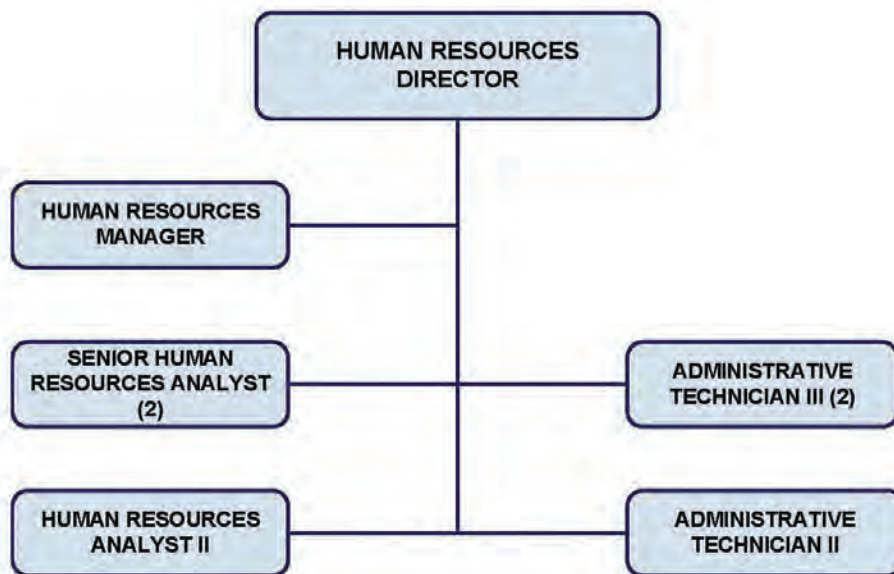 HUMAN RESOURCES
DIRECTOR
HUMAN RESOURCES
MANAGER
SENIOR HUMAN
RESOURCES ANALYST
(2)
ADMINISTRATIVE
TECHNICIAN III (2)
HUMAN RESOURCES
ANALYST II
ADMINISTRATIVE
TECHNICIAN II